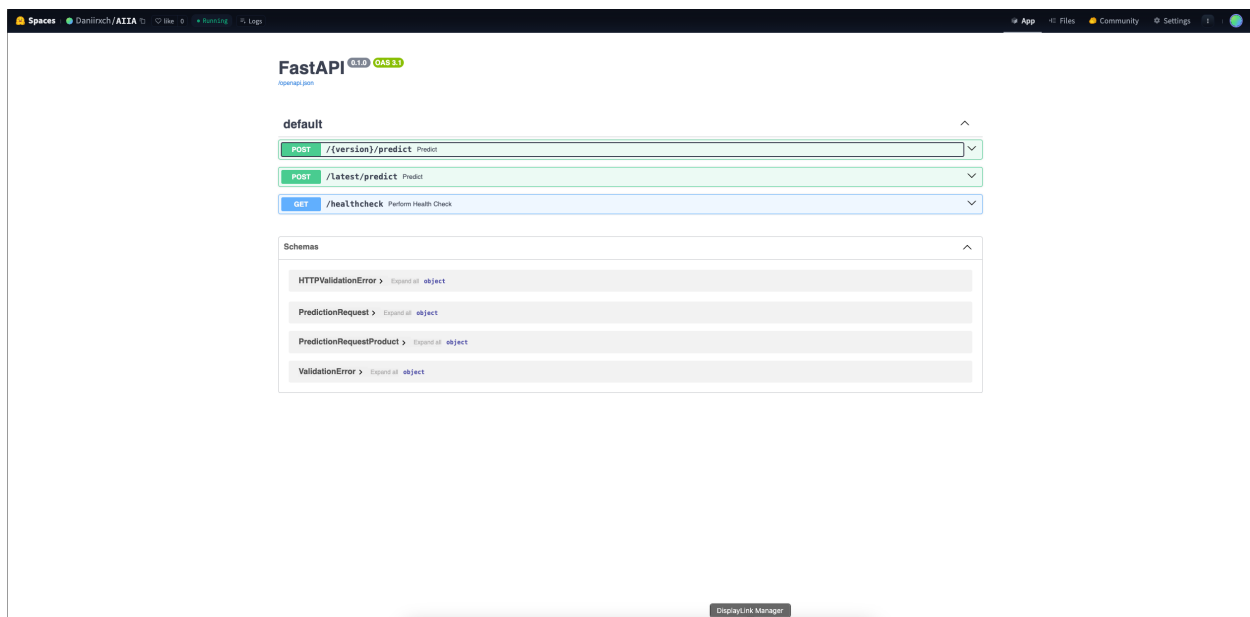 Spaces Daniirxch/AIIA like 0 Running Logs App Files Community Settings
FastAPI 0.1.0 OAS 3.1
/openapi.json
default
POST /{version}/predict Predict
POST /latest/predict Predict
GET /healthcheck Perform Health Check
Schemas
HTTPValidationError Expand all object
PredictionRequest Expand all object
PredictionRequestProduct Expand all object
ValidationError Expand all object
DisplayLink Manager